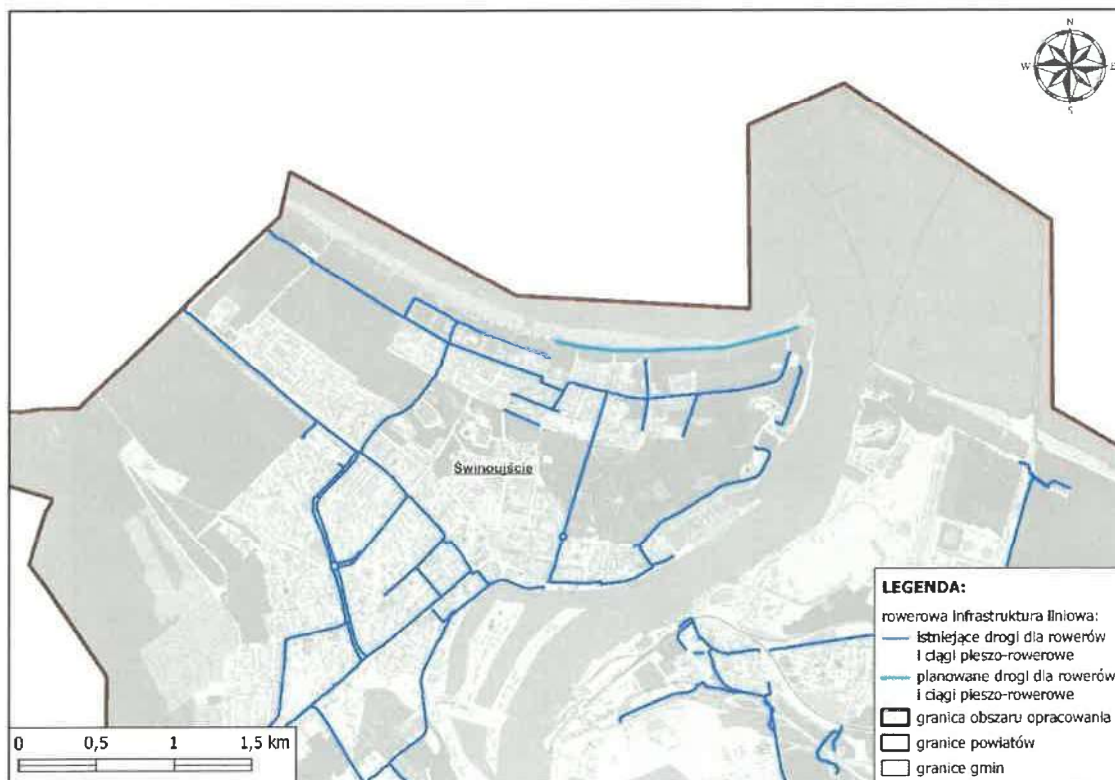 N
W E
S
Świnoujście
LEGENDA:
rowerowa infrastruktura liniowa:
istniejące drogi dla rowerów
i ciągi pieszo-rowerowe
planowane drogi dla rowerów
i ciągi pieszo-rowerowe
granica obszaru opracowania
granice powiatów
granice gmin
0 0,5 1 1,5 km